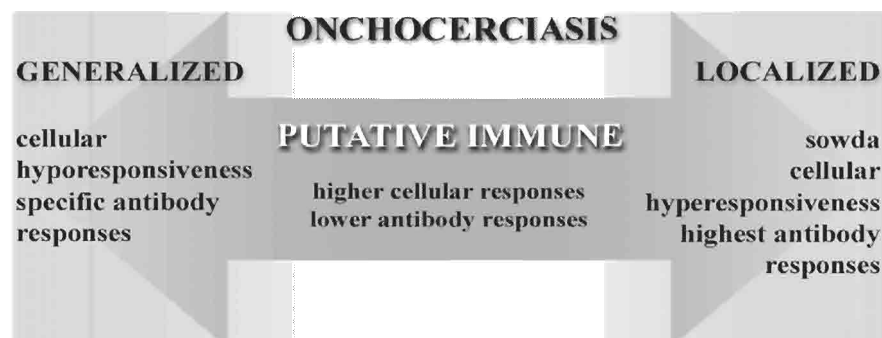 ONCHOCERCIASIS
GENERALIZED
cellular
hyporesponsiveness
specific antibody
responses
PUTATIVE IMMUNE
higher cellular responses
lower antibody responses
LOCALIZED
sowda
cellular
hyperesponsiveness
highest antibody
responses